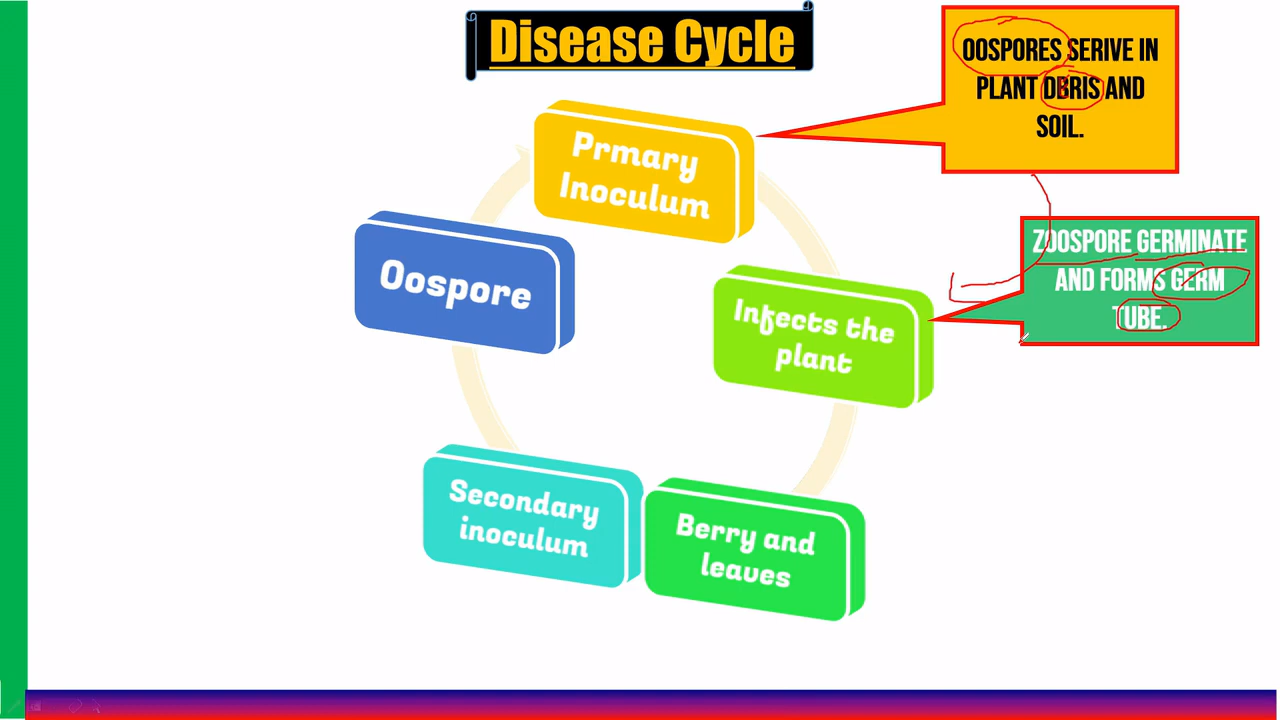 Disease Cycle
OOSPORES SERIVE IN
PLANT DBRIS AND
SOIL.
Prmary
Inoculum
ZOOSPORE GERMINATE
AND FORMS GERM
TUBE.
Oospore
Infects the
plant
Secondary
inoculum
Berry and
leaves